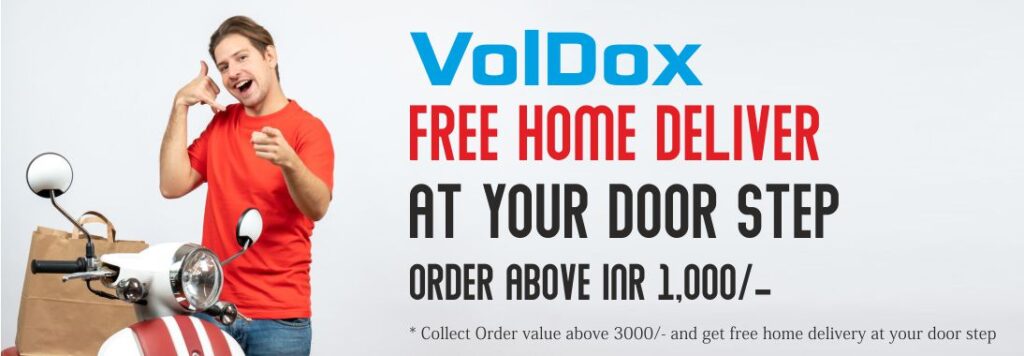 VolDox
FREE HOME DELIVER
AT YOUR DOOR STEP
ORDER ABOVE INR 1,000/-
* Collect Order value above 3000/- and get free home delivery at your door step